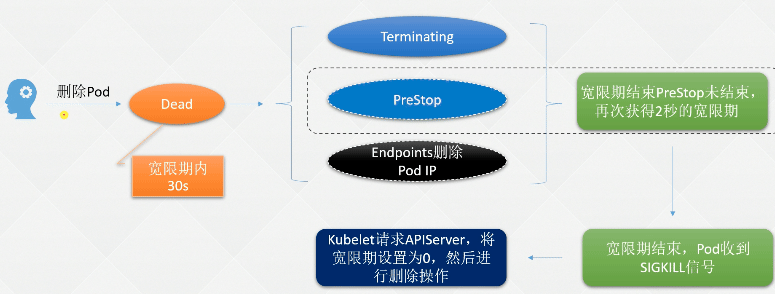 删除Pod
Dead
宽限期内
30s
Terminating
PreStop
Endpoints删除
Pod IP
宽限期结束PreStop未结束,
再次获得2秒的宽限期
宽限期结束，Pod收到
SIGKILL信号
Kubelet请求APIServer，将
宽限期设置为0，然后进
行删除操作